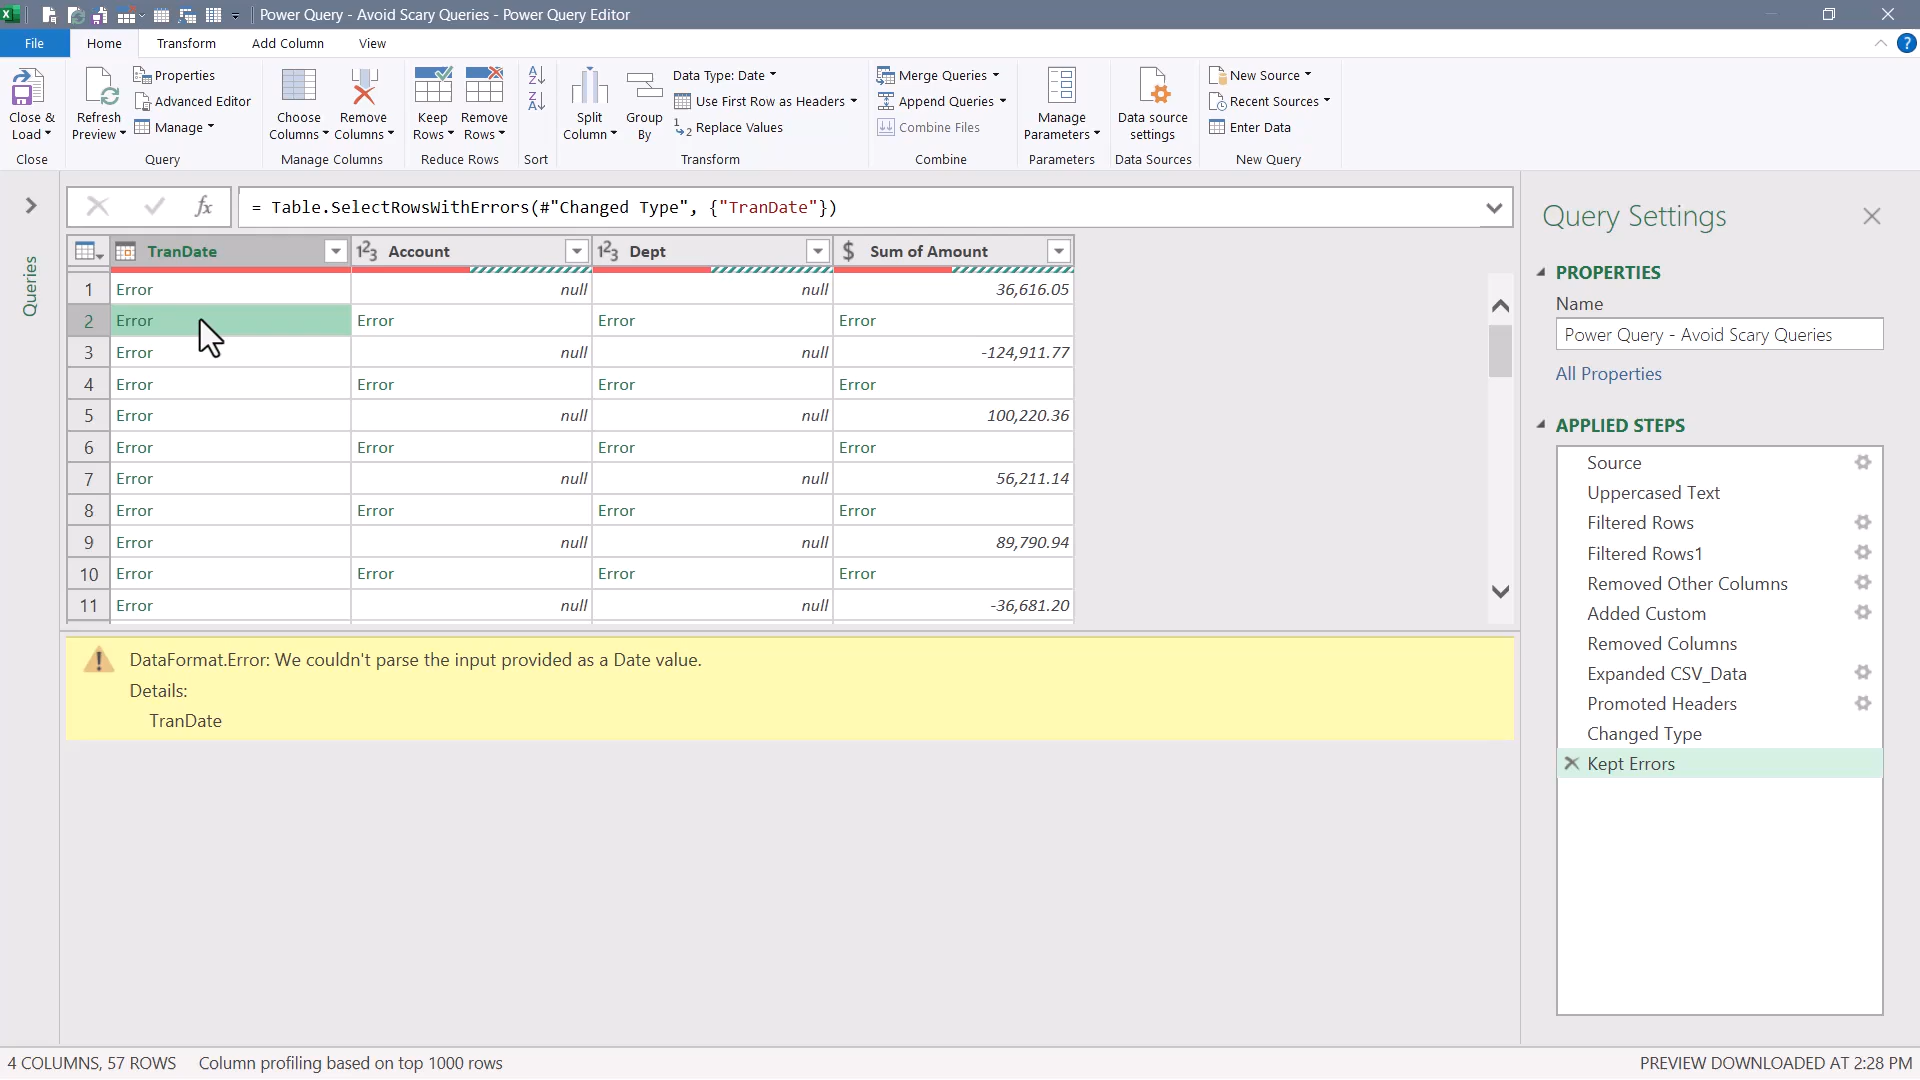 Power Query - Avoid Scary Queries - Power Query Editor
File
Home
Transform
Add Column
View
Close & Load
Close
Refresh Preview
Properties
Advanced Editor
Manage
Query
Choose Columns
Remove Columns
Manage Columns
Keep Rows
Remove Rows
Reduce Rows
A Z
Z A
Sort
Split Column
Group By
Data Type: Date
Use First Row as Headers
1 2 Replace Values
Transform
Merge Queries
Append Queries
Combine Files
Combine
Manage Parameters
Parameters
Data source settings
Data Sources
New Source
Recent Sources
Enter Data
New Query
?
fx = Table.SelectRowsWithErrors(#"Changed Type", {"TranDate"})
Queries
TranDate 123 Account 123 Dept $ Sum of Amount
1 Error null null 36,616.05
2 Error Error Error Error
3 Error null null -124,911.77
4 Error Error Error Error
5 Error null null 100,220.36
6 Error Error Error Error
7 Error null null 56,211.14
8 Error Error Error Error
9 Error null null 89,790.94
10 Error Error Error Error
11 Error null null -36,681.20
DataFormat.Error: We couldn't parse the input provided as a Date value.
Details:
TranDate
Query Settings
PROPERTIES
Name
Power Query - Avoid Scary Queries
All Properties
APPLIED STEPS
Source
Uppercased Text
Filtered Rows
Filtered Rows1
Removed Other Columns
Added Custom
Removed Columns
Expanded CSV_Data
Promoted Headers
Changed Type
Kept Errors
4 COLUMNS, 57 ROWS Column profiling based on top 1000 rows
PREVIEW DOWNLOADED AT 2:28 PM